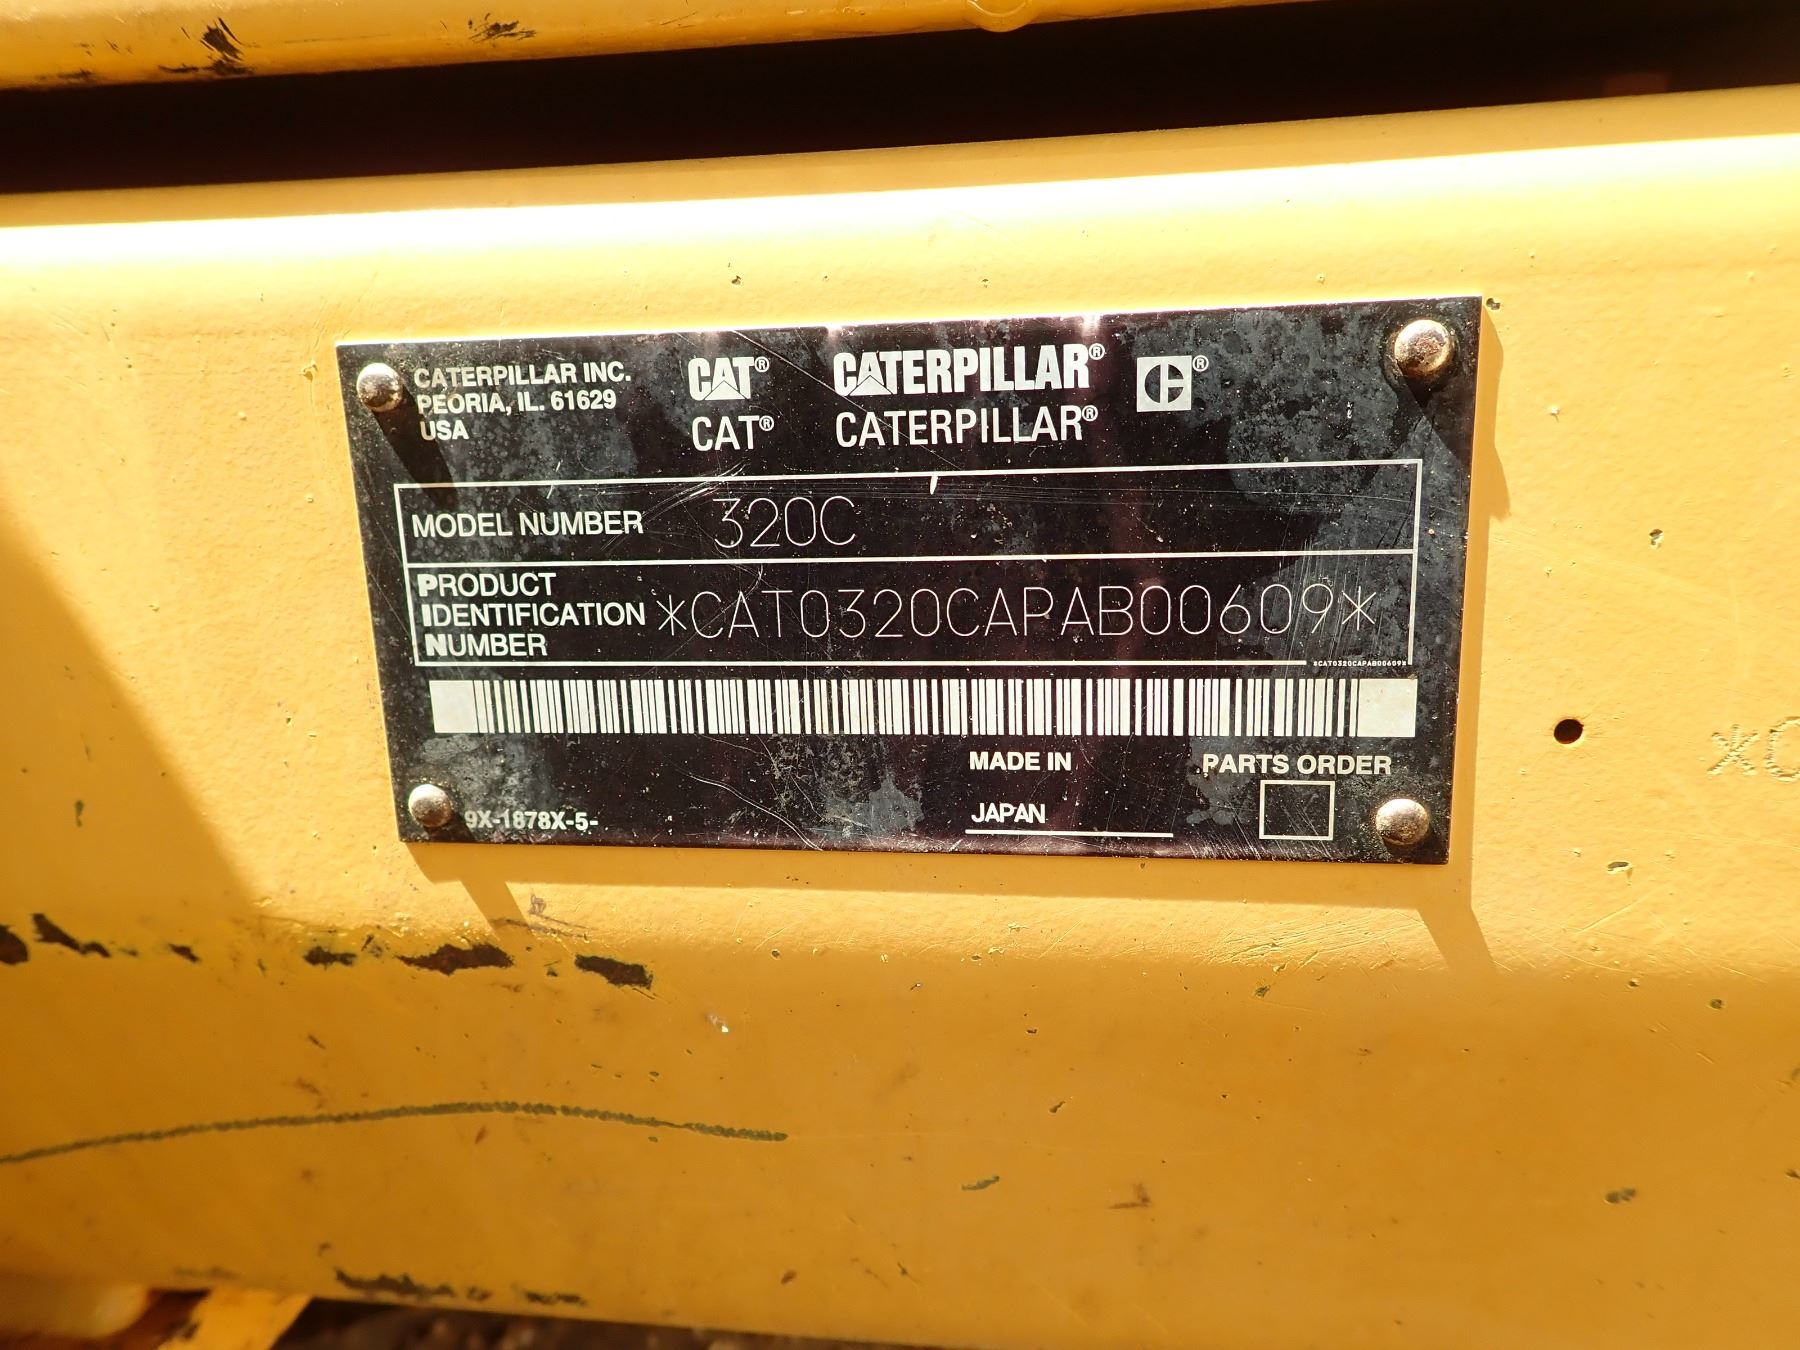 CATERPILLAR INC.
PEORIA, IL. 61629
USA
CAT® CATERPILLAR® C®
CAT® CATERPILLAR®
MODEL NUMBER 320C
PRODUCT
IDENTIFICATION
NUMBER
*CAT0320CAPAB00609*
*CAT0320CAPAB00609*
MADE IN
JAPAN
PARTS ORDER
9X-1878X-5-
*C